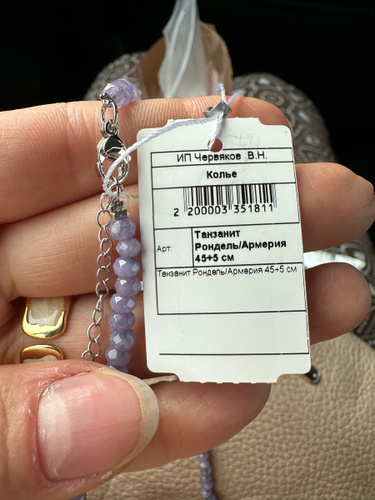 ИП Червяков В.Н.
Колье
2 200003 351811
Арт.
Танзанит
Рондель/Армерия
45÷5 см
Танзанит Рондель/Армерия 45÷5 см